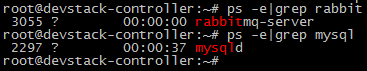 root@devstack-controller:~# ps -e|grep rabbit
 3055 ?        00:00:00 rabbitmq-server
root@devstack-controller:~# ps -e|grep mysql
 2297 ?        00:00:37 mysqld
root@devstack-controller:~#